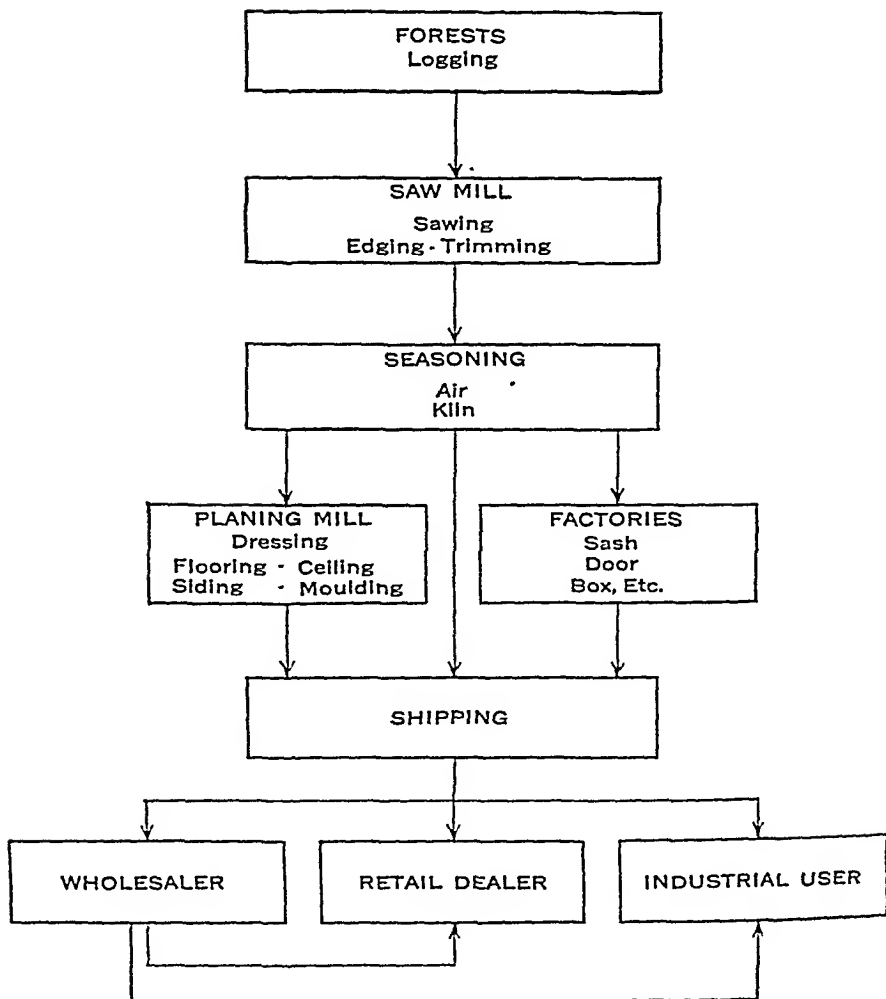 FORESTS
Logging
SAW MILL
Sawing
Edging - Trimming
SEASONING
Air
Kiln
PLANING MILL
Dressing
Flooring - Ceiling
Siding - Moulding
FACTORIES
Sash
Door
Box, Etc.
SHIPPING
WHOLESALER
RETAIL DEALER
INDUSTRIAL USER